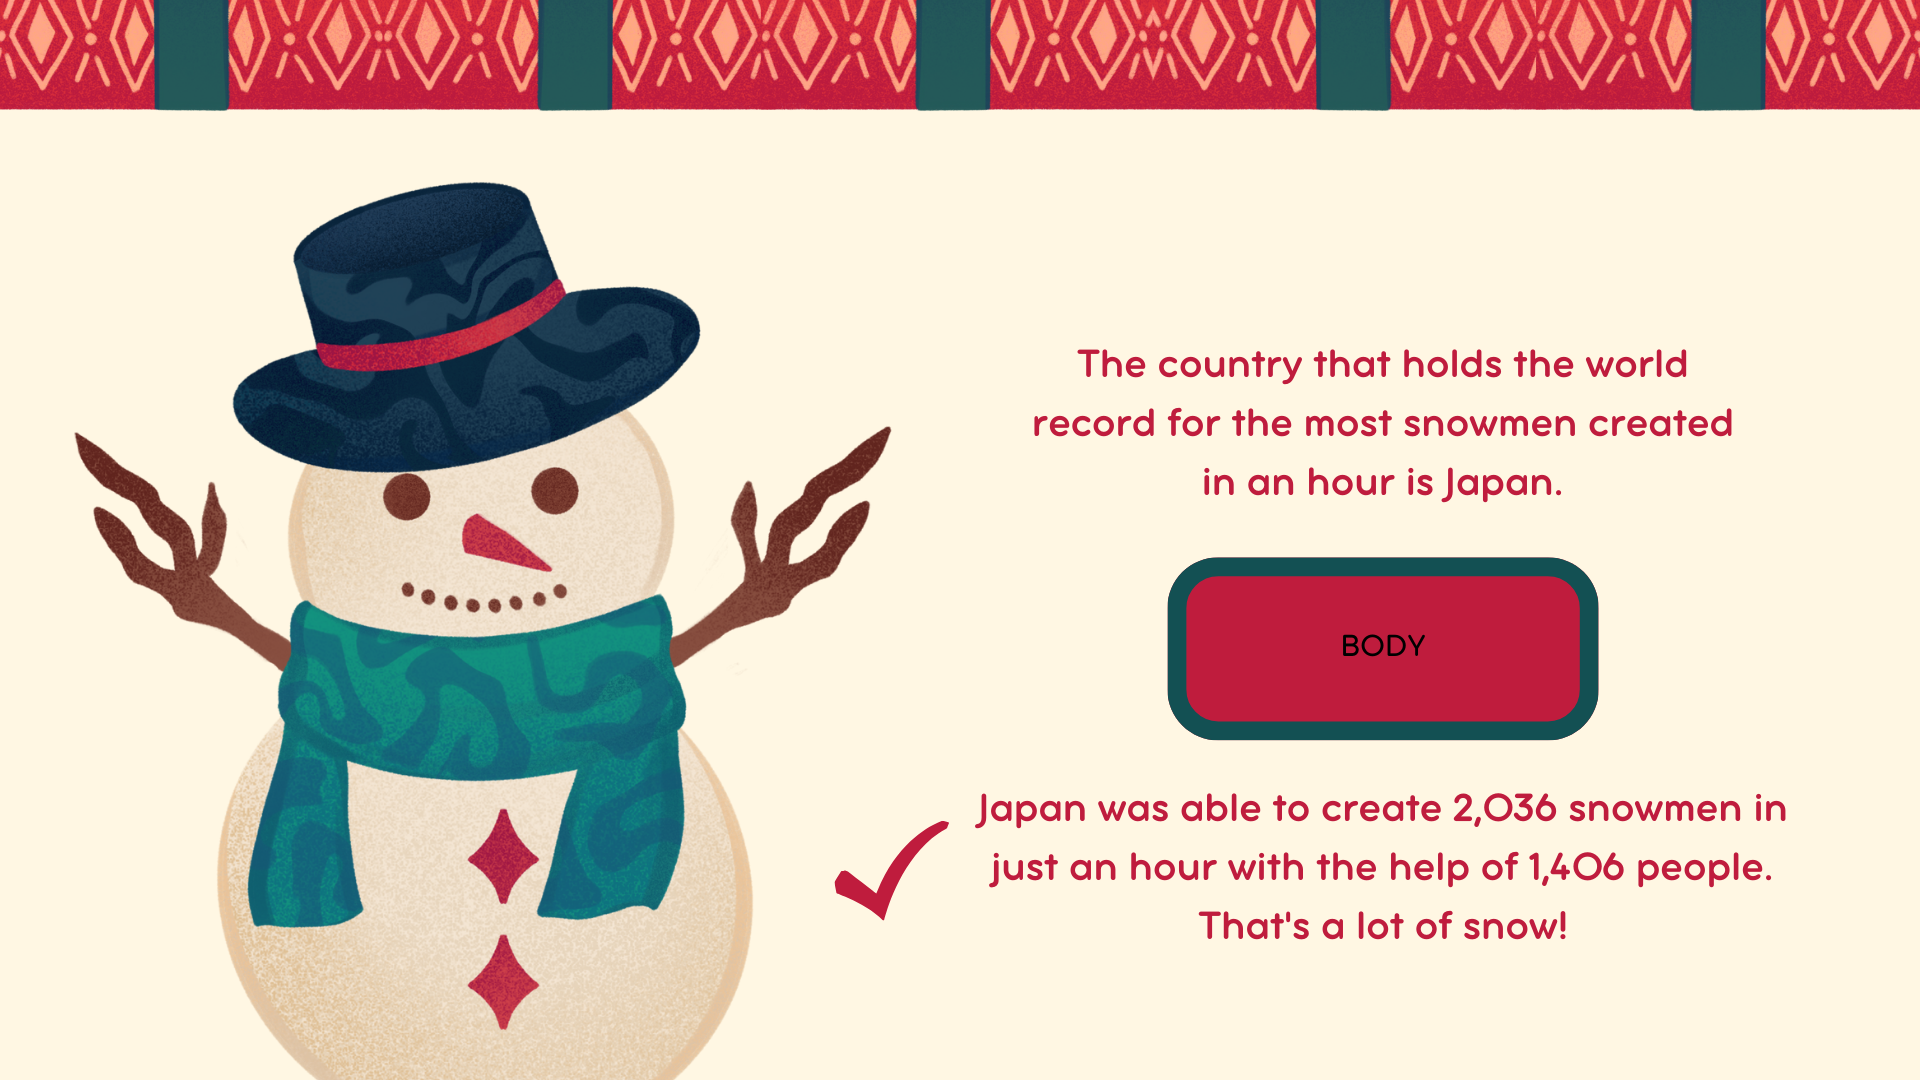 The country that holds the world
record for the most snowmen created
in an hour is Japan.
BODY
Japan was able to create 2,036 snowmen in
just an hour with the help of 1,406 people.
That's a lot of snow!